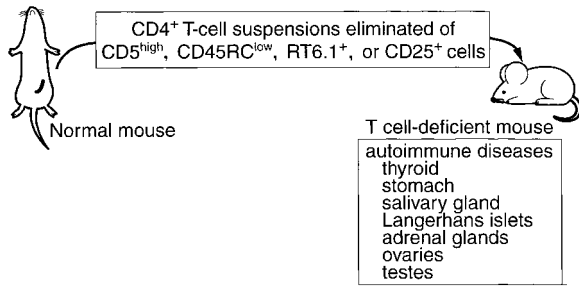 CD4⁺ T-cell suspensions eliminated of
CD5ʰⁱᵍʰ, CD45RCˡᵒʷ, RT6.1⁺, or CD25⁺ cells
Normal mouse
T cell-deficient mouse
autoimmune diseases
thyroid
stomach
salivary gland
Langerhans islets
adrenal glands
ovaries
testes